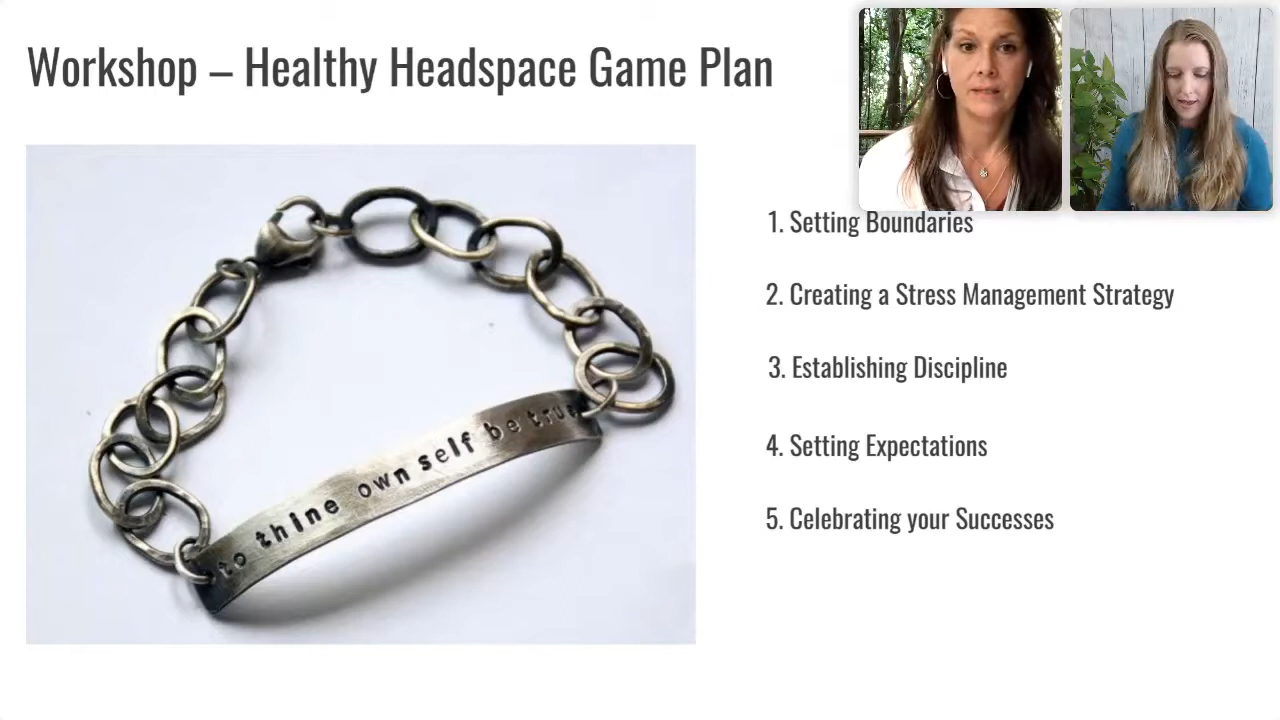 Workshop – Healthy Headspace Game Plan
1. Setting Boundaries
2. Creating a Stress Management Strategy
3. Establishing Discipline
4. Setting Expectations
5. Celebrating your Successes
to thine own self be true